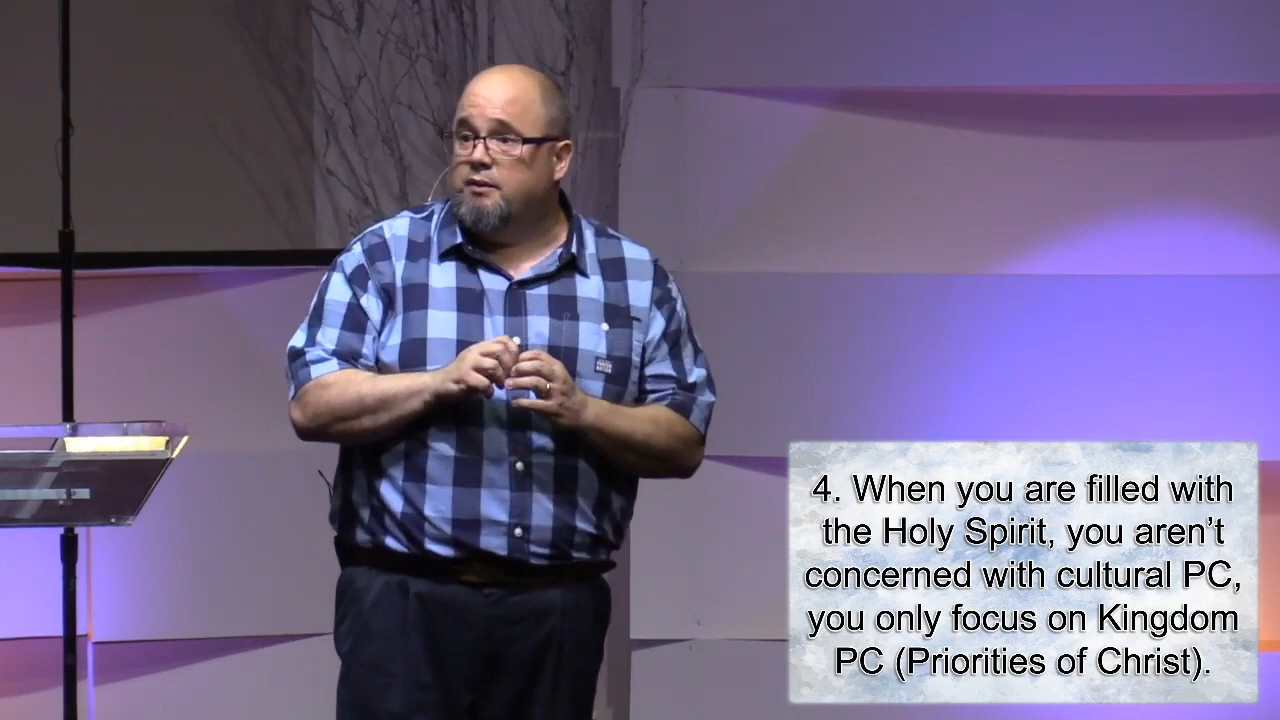 4. When you are filled with
the Holy Spirit, you aren’t
concerned with cultural PC,
you only focus on Kingdom
PC (Priorities of Christ).